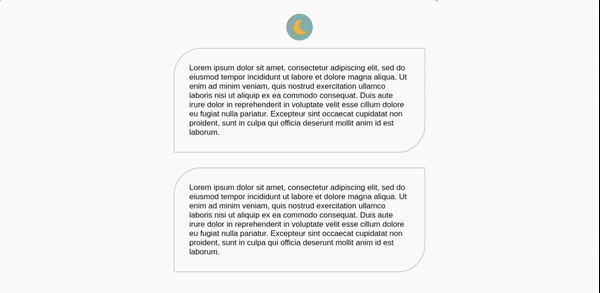 Lorem ipsum dolor sit amet, consectetur adipiscing elit, sed do
eiusmod tempor incididunt ut labore et dolore magna aliqua. Ut
enim ad minim veniam, quis nostrud exercitation ullamco
laboris nisi ut aliquip ex ea commodo consequat. Duis aute
irure dolor in reprehenderit in voluptate velit esse cillum dolore
eu fugiat nulla pariatur. Excepteur sint occaecat cupidatat non
proident, sunt in culpa qui officia deserunt mollit anim id est
laborum.
Lorem ipsum dolor sit amet, consectetur adipiscing elit, sed do
eiusmod tempor incididunt ut labore et dolore magna aliqua. Ut
enim ad minim veniam, quis nostrud exercitation ullamco
laboris nisi ut aliquip ex ea commodo consequat. Duis aute
irure dolor in reprehenderit in voluptate velit esse cillum dolore
eu fugiat nulla pariatur. Excepteur sint occaecat cupidatat non
proident, sunt in culpa qui officia deserunt mollit anim id est
laborum.